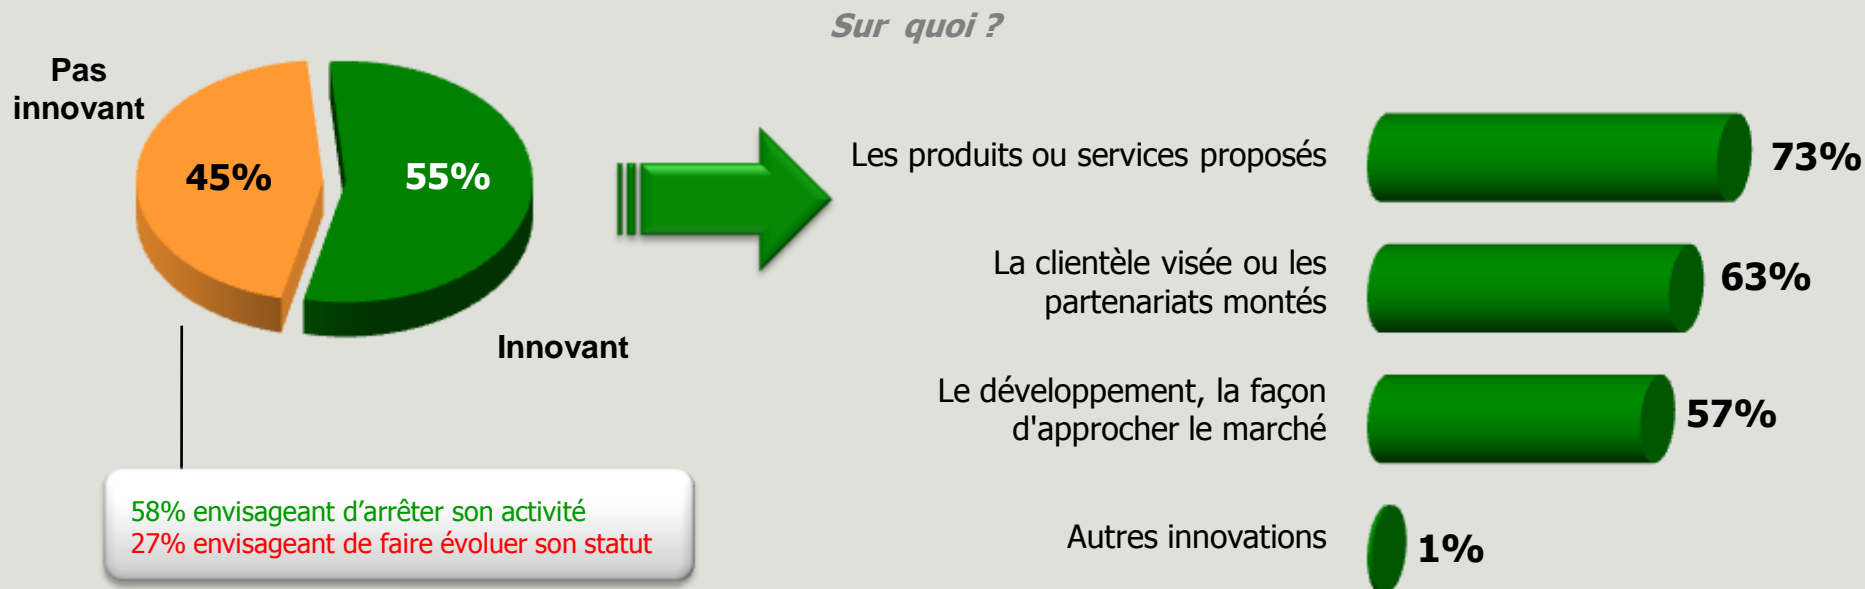 Sur quoi ?
Pas
innovant
45%
55%
Innovant
58% envisageant d’arrêter son activité
27% envisageant de faire évoluer son statut
Les produits ou services proposés
73%
La clientèle visée ou les
partenariats montés
63%
Le développement, la façon
d'approcher le marché
57%
Autres innovations
1%